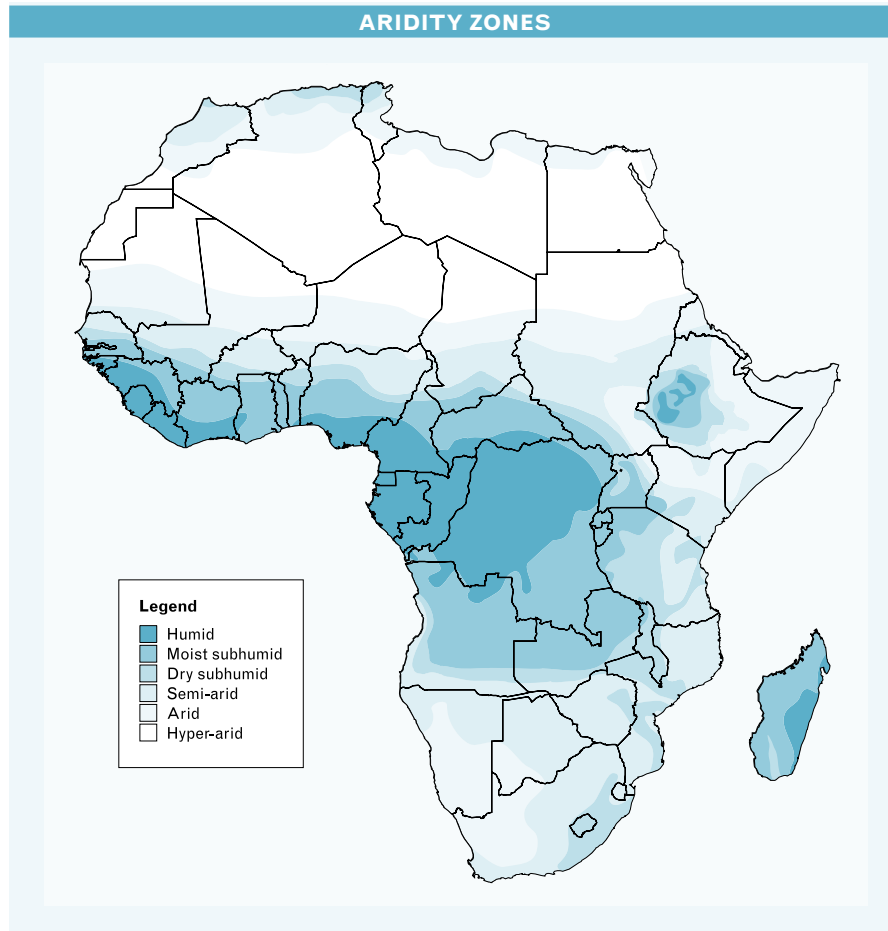 ARIDITY ZONES
Legend
Humid
Moist subhumid
Dry subhumid
Semi-arid
Arid
Hyper-arid